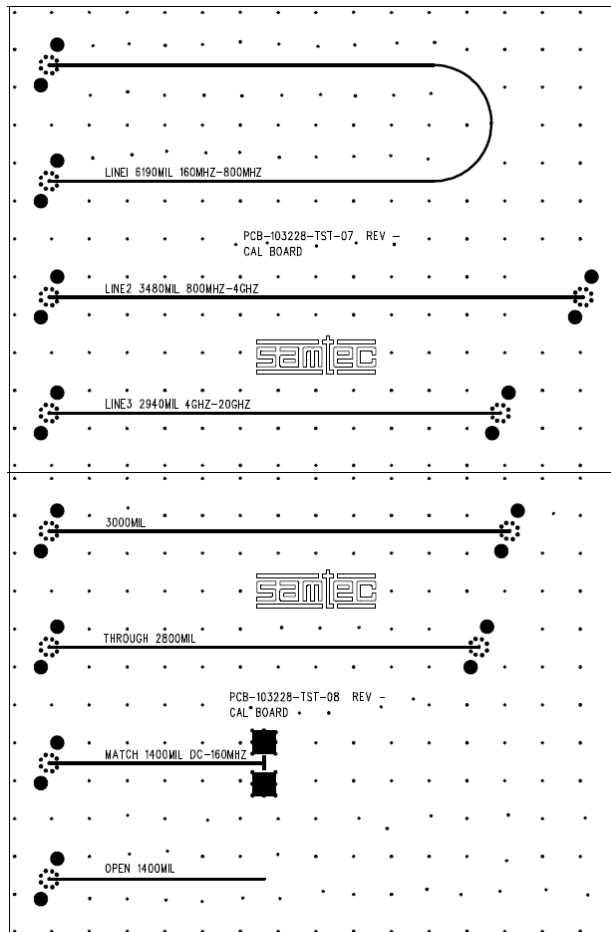 LINE1 6190MIL 160MHZ-800MHZ
PCB-103228-TST-07 REV -
CAL BOARD
LINE2 3480MIL 800MHZ-4GHZ
samtec
LINE3 2940MIL 4GHZ-20GHZ
3000MIL
samtec
THROUGH 2800MIL
PCB-103228-TST-08 REV -
CAL BOARD
MATCH 1400MIL DC-160MHZ
OPEN 1400MIL